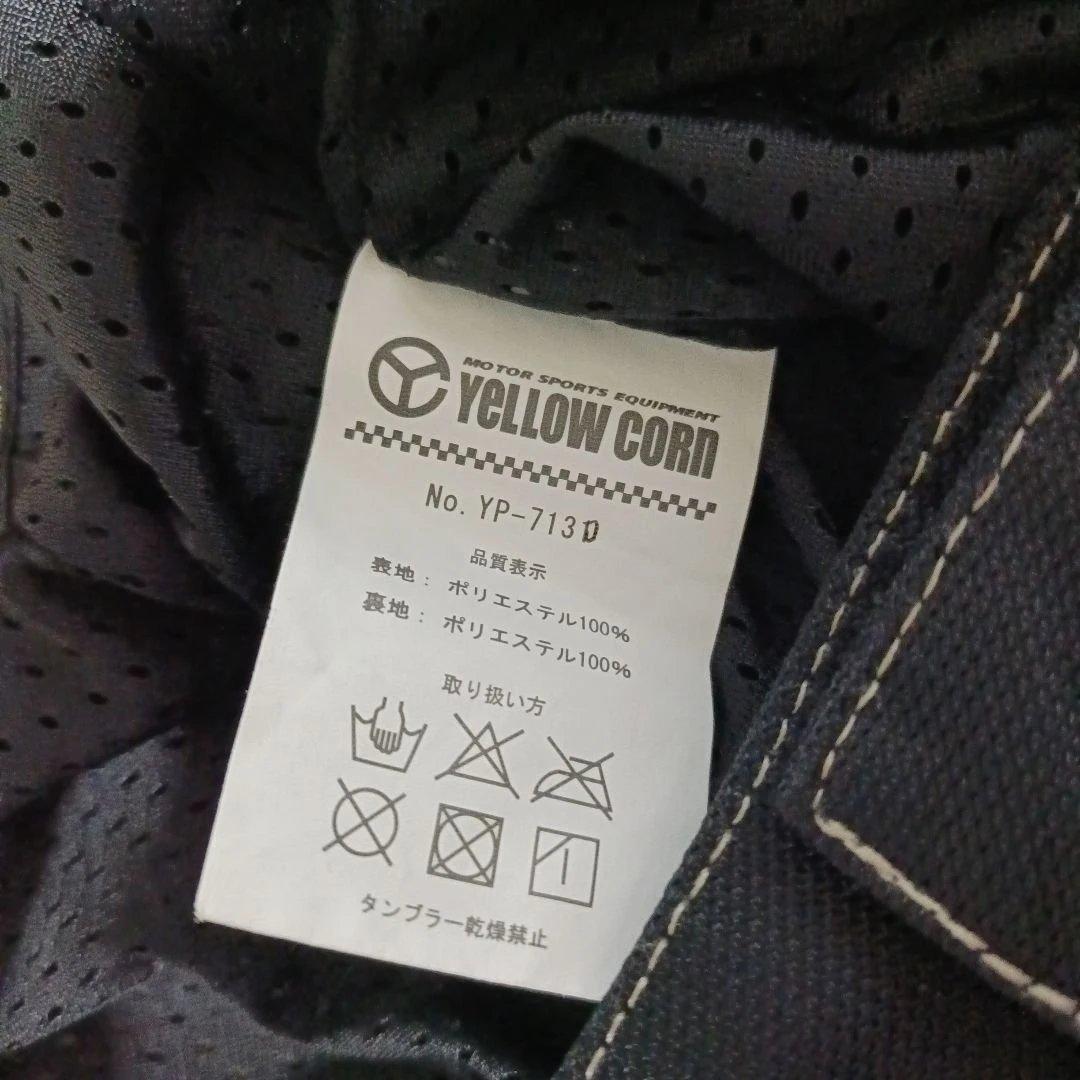 MOTOR SPORTS EQUIPMENT
YELLOW CORN
No. YP-713D
品質表示
表地: ポリエステル100%
裏地: ポリエステル100%
取り扱い方
タンブラー乾燥禁止